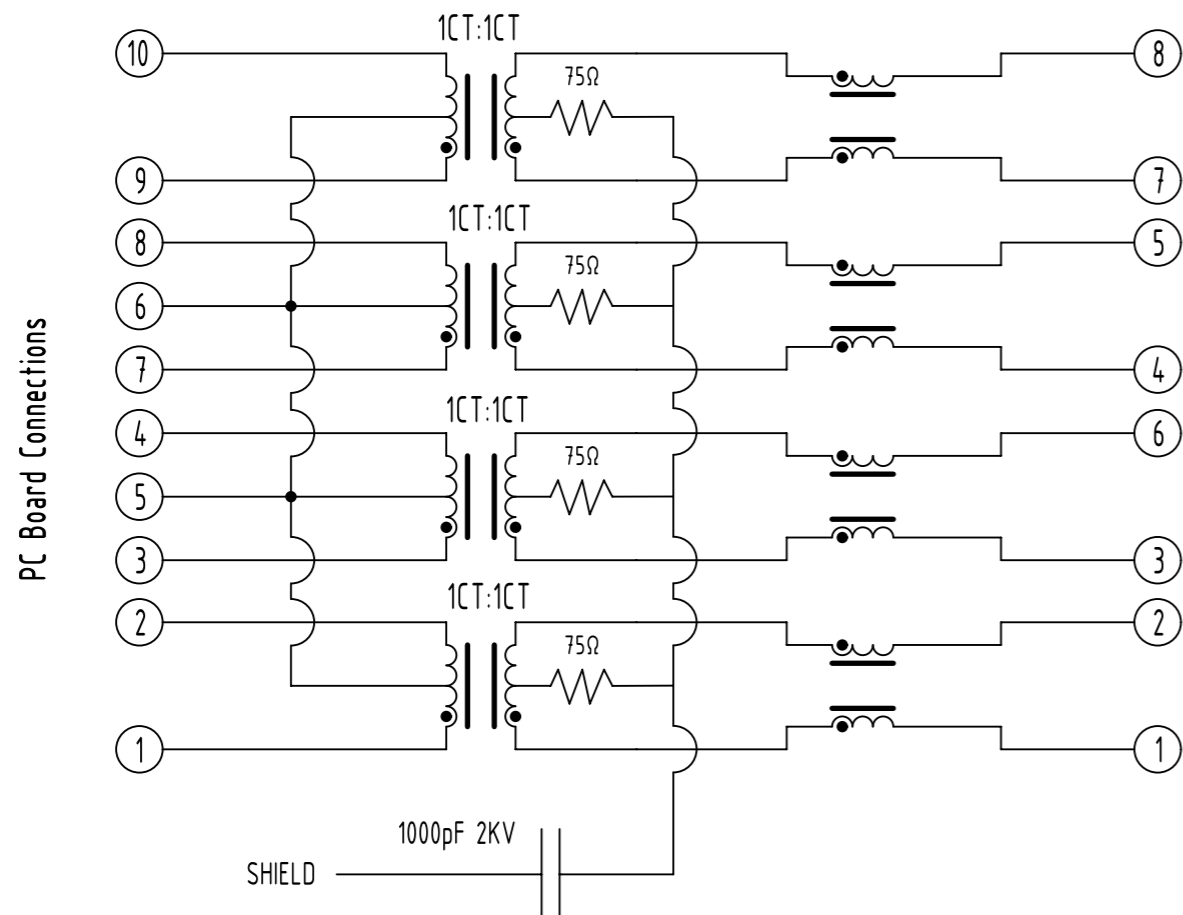 1CT:1CT
10
75Ω
8
9
7
1CT:1CT
8
75Ω
5
6
7
4
PC Board Connections
1CT:1CT
4
75Ω
6
5
3
3
1CT:1CT
2
75Ω
2
1
1
1000pF 2KV
SHIELD